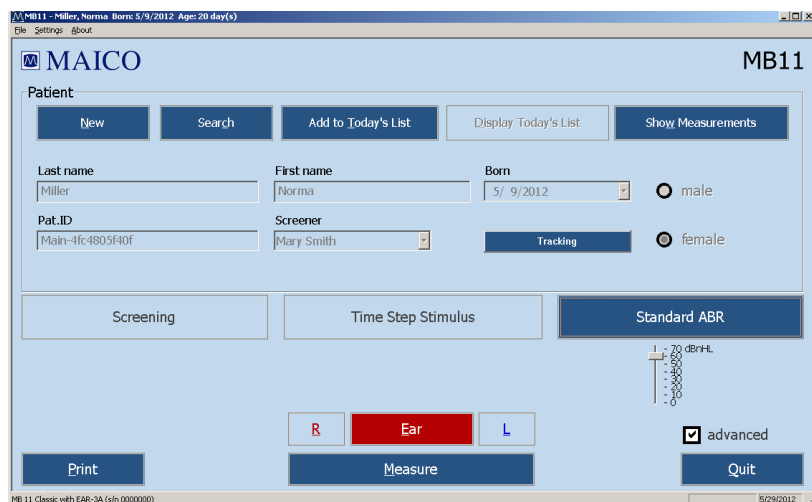 MB11 - Miller, Norma Born: 5/9/2012 Age: 20 day(s)
File Settings About
MAICO MB11
Patient
New Search Add to Today's List Display Today's List Show Measurements
Last name First name Born
Miller Norma 5/ 9/2012 male
Pat.ID Screener
Main-4fc4805f40f Mary Smith Tracking female
Screening Time Step Stimulus Standard ABR
- 70 dBnHL
- 60
- 50
- 40
- 30
- 20
- 10
- 0
R Ear L
advanced
Print Measure Quit
MB 11 Classic with EAR-3A (s/n 0000000) 5/29/2012